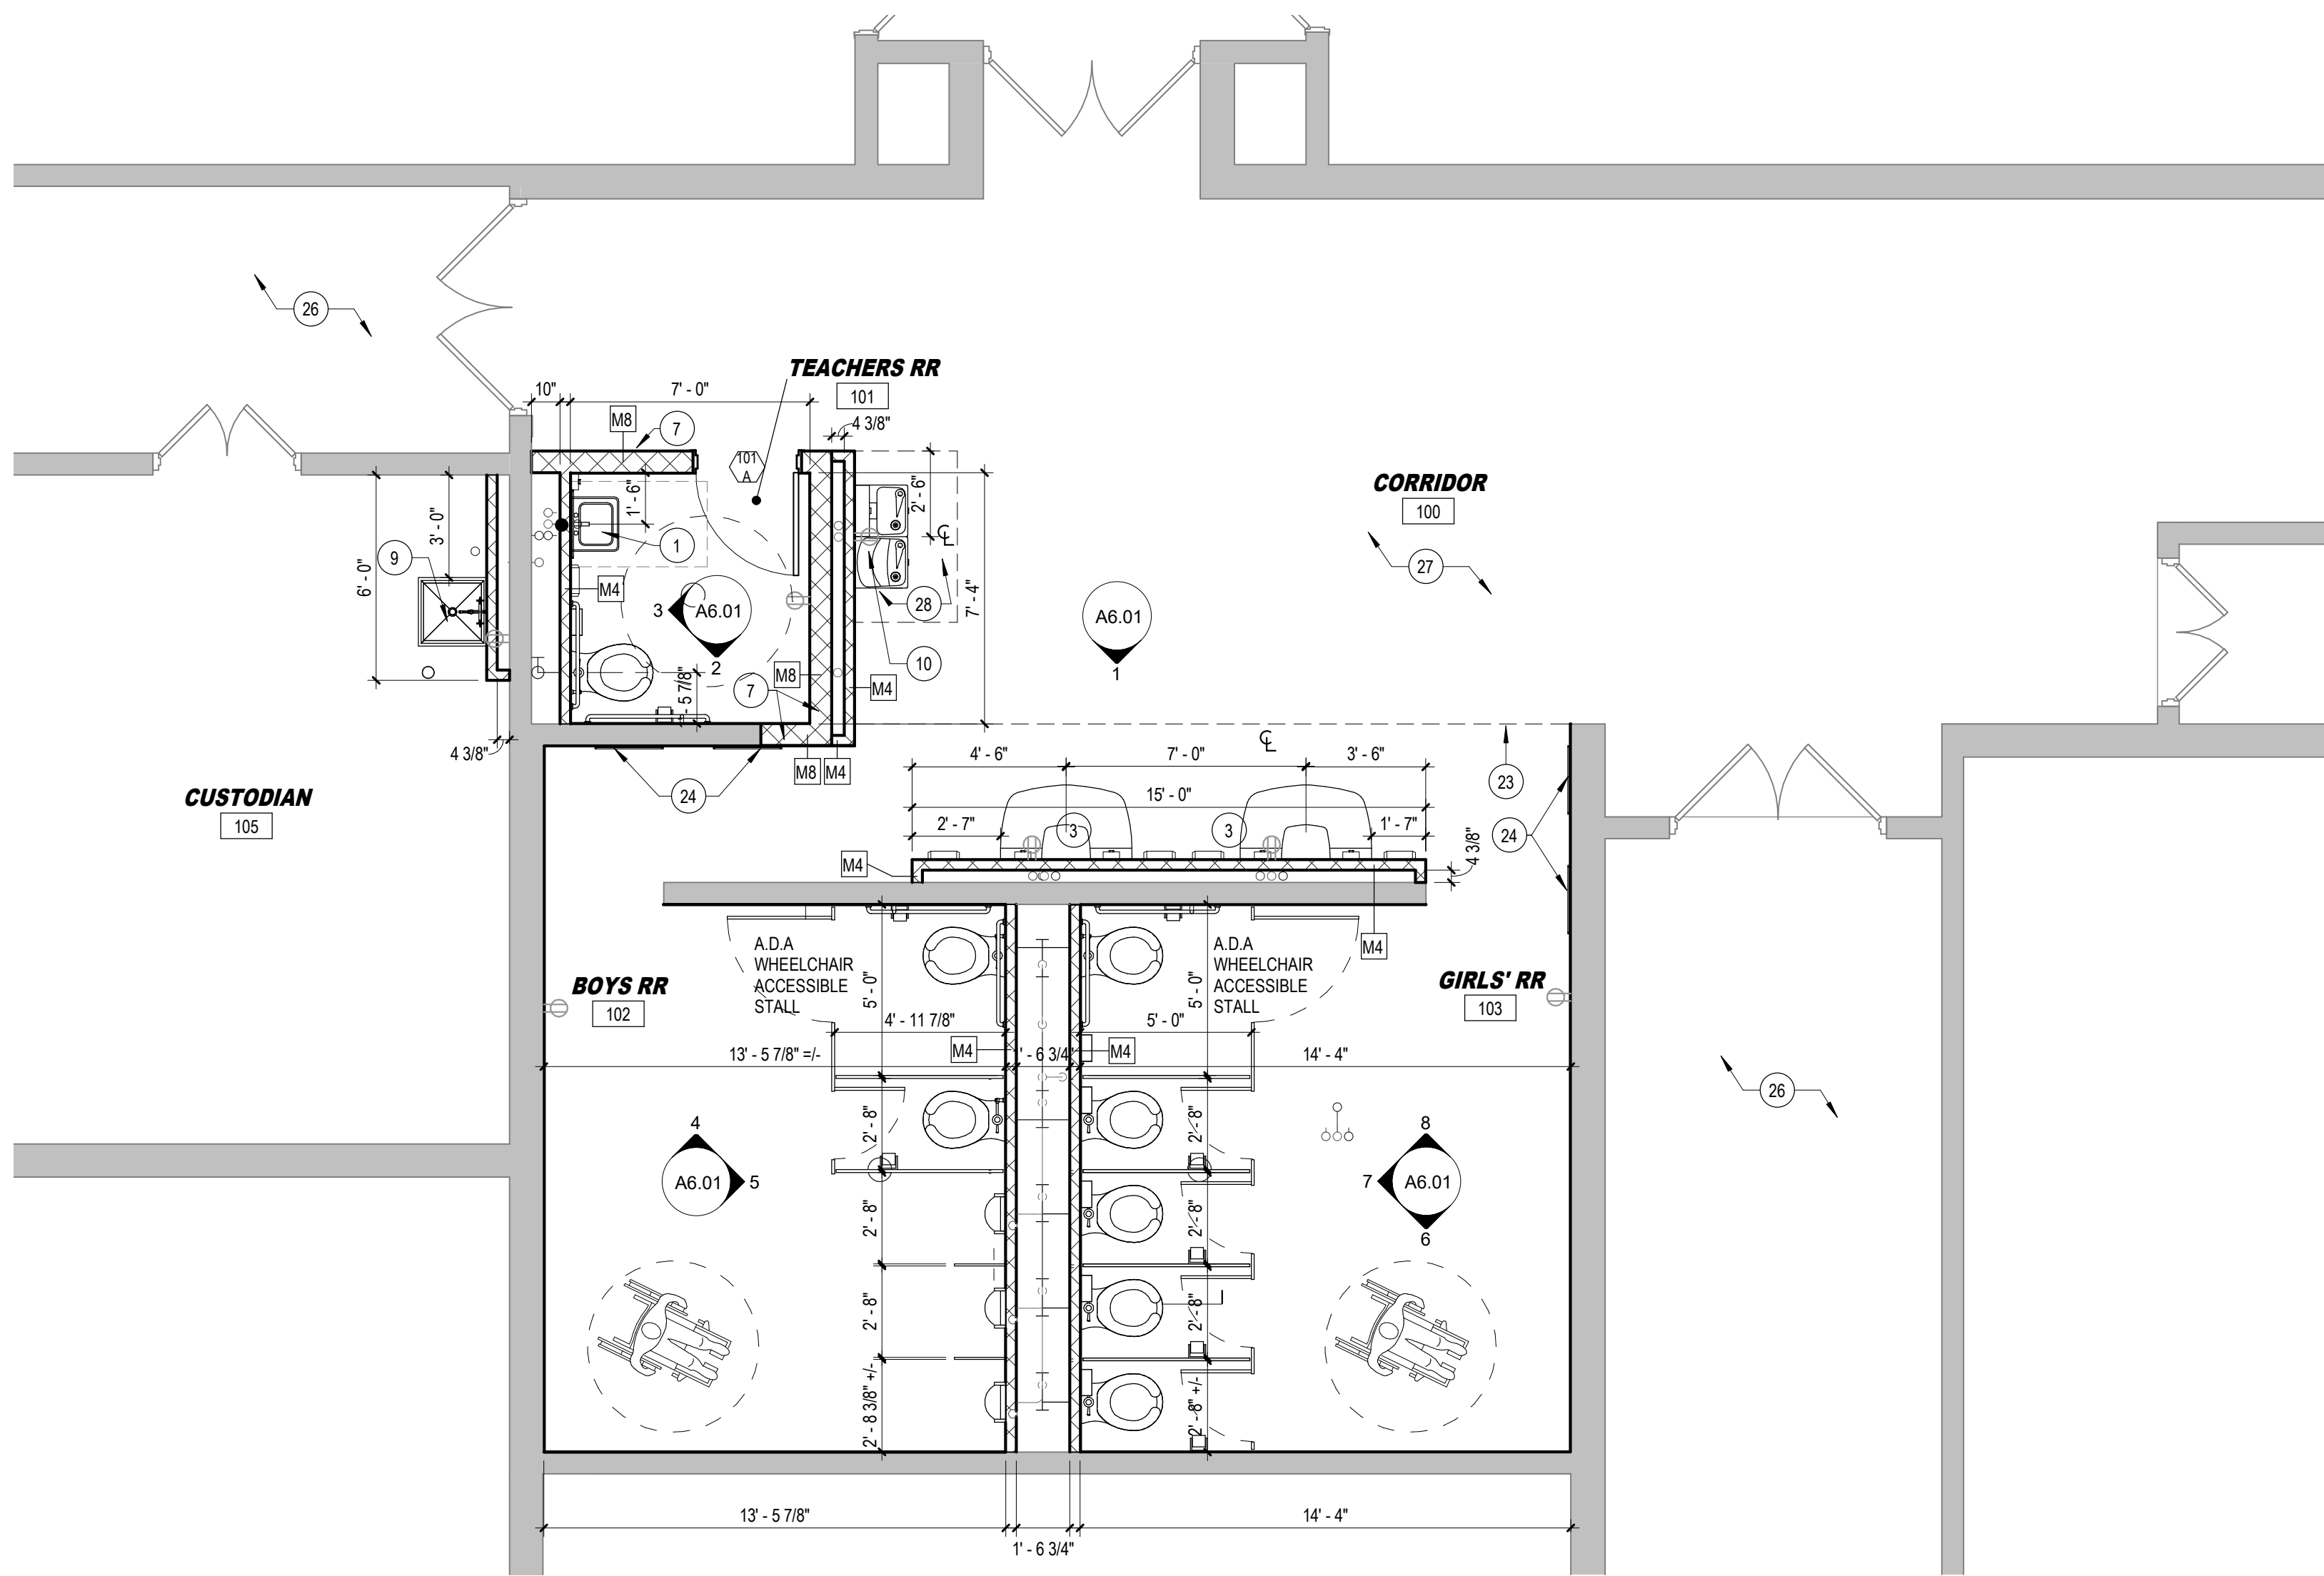 26
TEACHERS RR
101
10"
7' - 0"
M8
7
4 3/8"
101
A
1' - 6"
2' - 6"
CL
CORRIDOR
100
27
3' - 0"
6' - 0"
9
1
M4
3
A6.01
2
28
7' - 4"
10
A6.01
1
M8
7
M4
- 5 7/8"
4 3/8"
M8
M4
24
CL
23
4' - 6"
7' - 0"
3' - 6"
15' - 0"
2' - 7"
3
3
1' - 7"
4 3/8"
24
CUSTODIAN
105
M4
M4
A.D.A
WHEELCHAIR
ACCESSIBLE
STALL
5' - 0"
A.D.A
WHEELCHAIR
ACCESSIBLE
STALL
5' - 0"
BOYS RR
102
GIRLS' RR
103
4' - 11 7/8"
5' - 0"
13' - 5 7/8" +/-
M4
' - 6 3/4"
M4
14' - 4"
26
2' - 8"
2' - 8"
4
A6.01
5
8
7
A6.01
6
2' - 8"
2' - 8"
2' - 8"
2' - 8"
2' - 8 3/8" +/-
2' - 8" +/-
13' - 5 7/8"
14' - 4"
1' - 6 3/4"